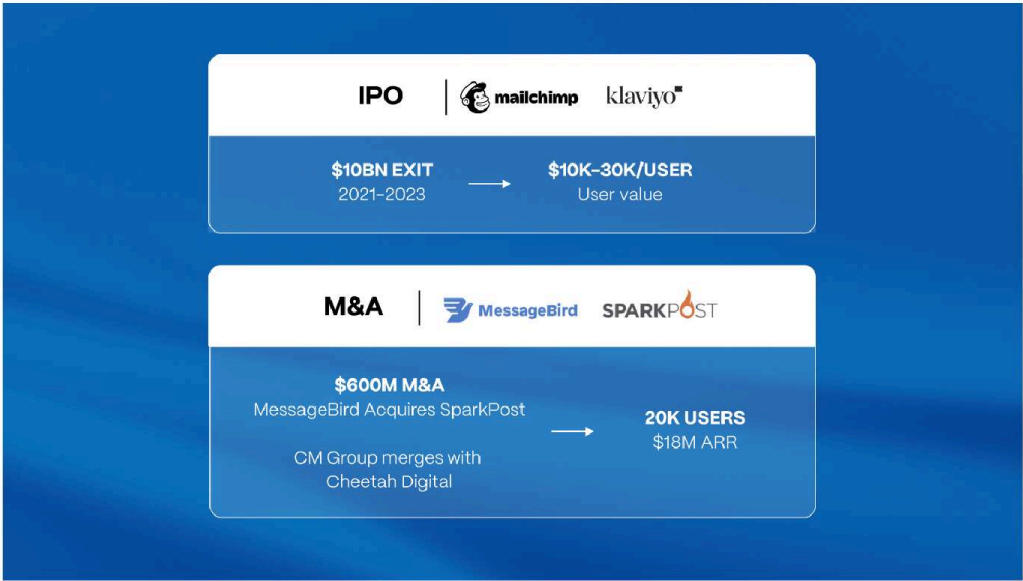 IPO | mailchimp klaviyo
$10BN EXIT
2021–2023
$10K–30K/USER
User value
M&A | MessageBird SPARKPOST
$600M M&A
MessageBird Acquires SparkPost
CM Group merges with
Cheetah Digital
20K USERS
$18M ARR